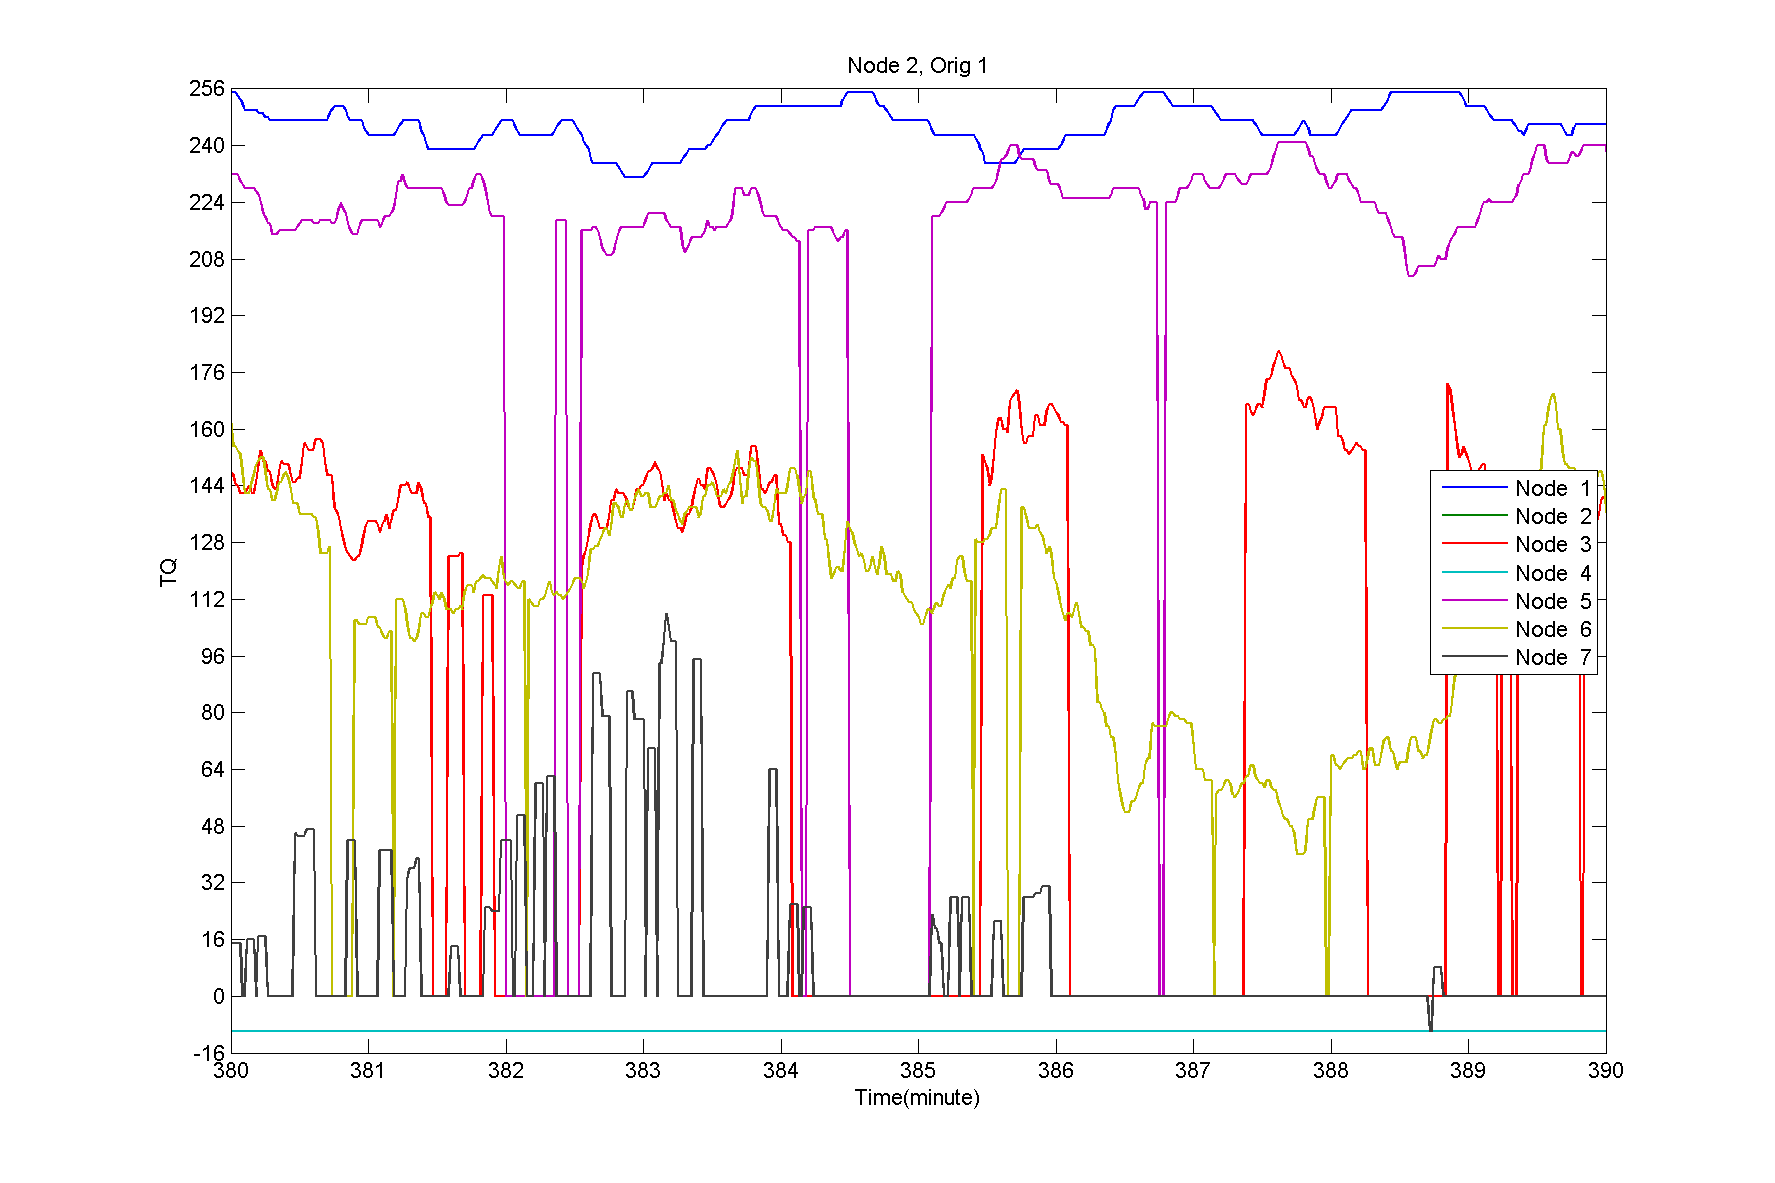 Node 2, Orig 1
256
240
224
208
192
176
160
144
128
112
96
80
64
48
32
16
0
-16
TQ
Node 1
Node 2
Node 3
Node 4
Node 5
Node 6
Node 7
380 381 382 383 384 385 386 387 388 389 390
Time(minute)